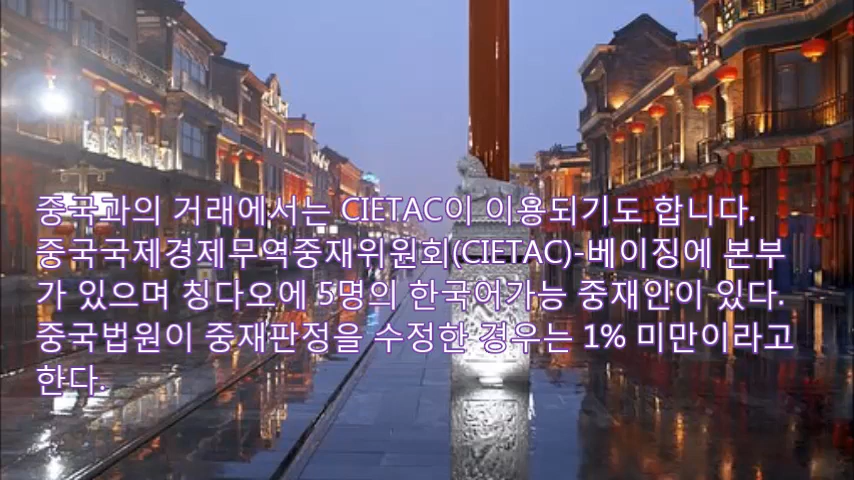 중국과의 거래에서는 CIETAC이 이용되기도 합니다.
중국국제경제무역중재위원회(CIETAC)-베이징에 본부
가 있으며 칭다오에 5명의 한국어가능 중재인이 있다.
중국법원이 중재판정을 수정한 경우는 1% 미만이라고
한다.